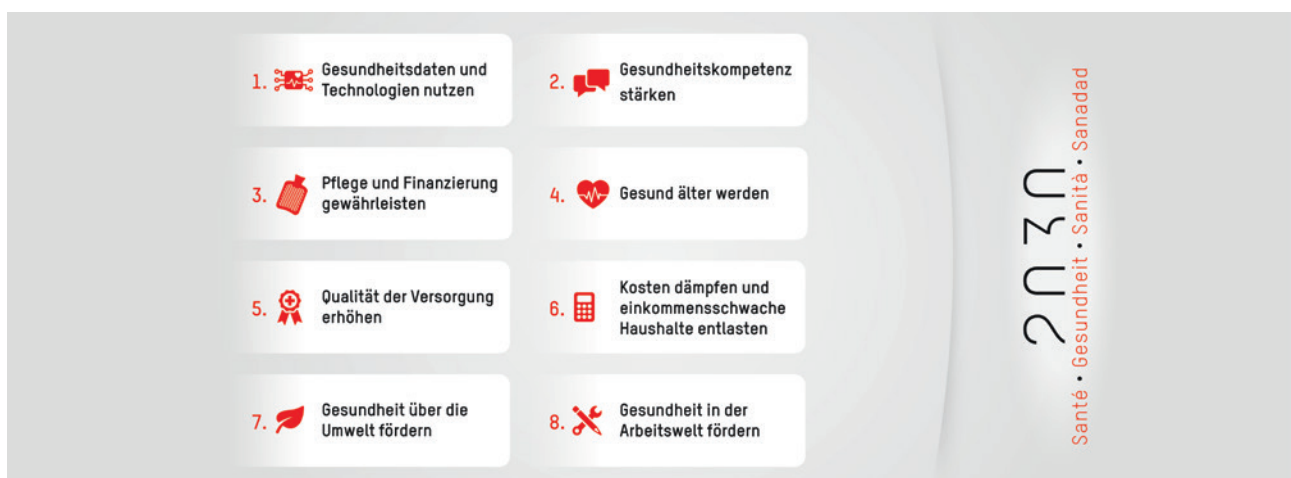 1. Gesundheitsdaten und
Technologien nutzen
2. Gesundheitskompetenz
stärken
3. Pflege und Finanzierung
gewährleisten
4. Gesund älter werden
5. Qualität der Versorgung
erhöhen
6. Kosten dämpfen und
einkommensschwache
Haushalte entlasten
7. Gesundheit über die
Umwelt fördern
8. Gesundheit in der
Arbeitswelt fördern
2030
Santé • Gesundheit • Sanità • Sanadad